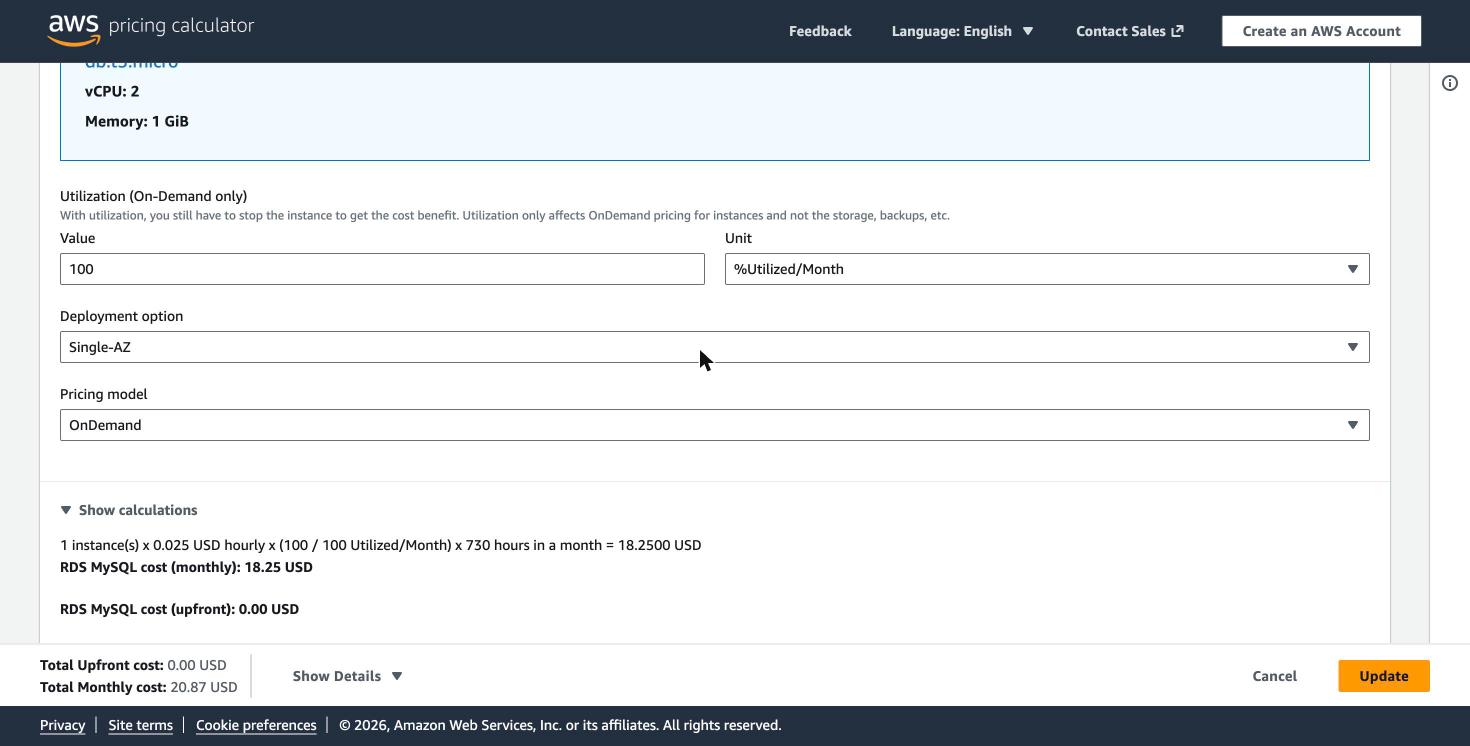 aws pricing calculator
Feedback
Language: English
Contact Sales
Create an AWS Account
db.t3.micro
vCPU: 2
Memory: 1 GiB
Utilization (On-Demand only)
With utilization, you still have to stop the instance to get the cost benefit. Utilization only affects OnDemand pricing for instances and not the storage, backups, etc.
Value
Unit
100
%Utilized/Month
Deployment option
Single-AZ
Pricing model
OnDemand
Show calculations
1 instance(s) x 0.025 USD hourly x (100 / 100 Utilized/Month) x 730 hours in a month = 18.2500 USD
RDS MySQL cost (monthly): 18.25 USD
RDS MySQL cost (upfront): 0.00 USD
Total Upfront cost: 0.00 USD
Total Monthly cost: 20.87 USD
Show Details
Cancel
Update
Privacy | Site terms | Cookie preferences | © 2026, Amazon Web Services, Inc. or its affiliates. All rights reserved.